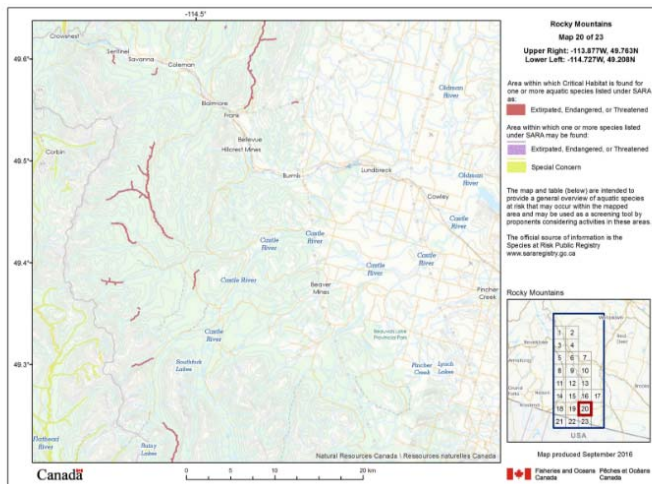 -114.5°
Rocky Mountains
Map 20 of 23
Upper Right: -113.877W, 49.763N
Lower Left: -114.727W, 49.208N
Area within which Critical Habitat is found for
one or more aquatic species listed under SARA
as:
Extirpated, Endangered, or Threatened
Area within which one or more species listed
under SARA may be found:
Extirpated, Endangered, or Threatened
Special Concern
The map and table (below) are intended to
provide a general overview of aquatic species
at risk that may occur within the mapped
area and may be used as a screening tool by
proponents considering activities in these areas.
The official source of information is the
Species at Risk Public Registry
www.sararegistry.gc.ca
Crowsnest
Sentinel
Savanna
Coleman
49.6°
Blairmore
Frank
Oldman
River
Bellevue
Hillcrest Mines
49.5°
Corbin
Burmis
Lundbreck
Oldman
River
Cowley
Oldman
River
Castle
River
Castle
River
Castle
River
49.4°
Castle River
Castle
River
Castle
River
Beaver
Mines
Pincher
Creek
Castle
River
Beauvais Lake
Provincial Park
49.3°
Southfork
Lakes
Pincher
Creek
Lynch
Lakes
Flathead
River
Bussy
Lakes
Natural Resources Canada | Ressources naturelles Canada
Canada
0 5 10 20 km
Rocky Mountains
1 2
3 4
5 6 7
8 9 10
11 12 13
14 15 16 17
18 19 20
21 22 23
USA
Map produced September 2016
Fisheries and Oceans
Canada
Pêches et Océans
Canada